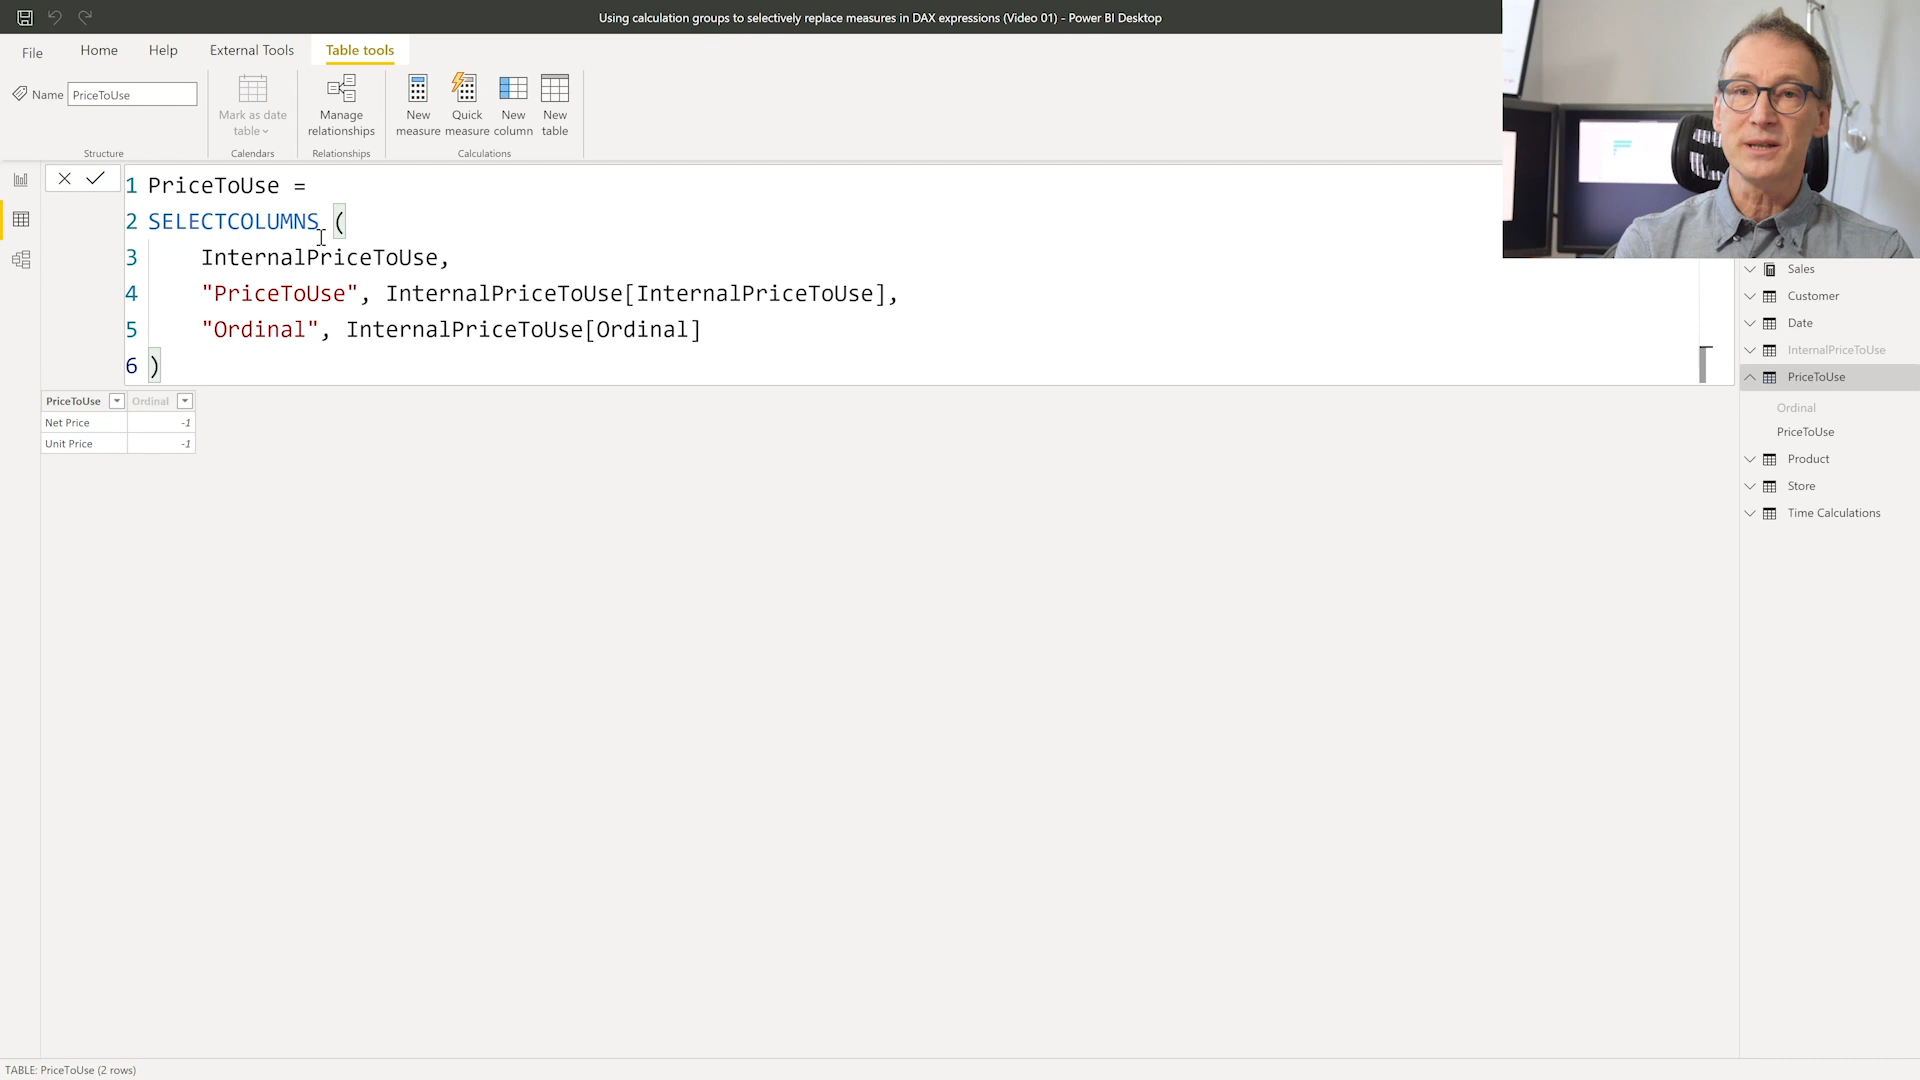 Using calculation groups to selectively replace measures in DAX expressions (Video 01) - Power BI Desktop
File
Home
Help
External Tools
Table tools
Name
PriceToUse
Mark as date
table
Manage
relationships
New
measure
Quick
measure
New
column
New
table
Structure
Calendars
Relationships
Calculations
1 PriceToUse =
2 SELECTCOLUMNS (
3 InternalPriceToUse,
4 "PriceToUse", InternalPriceToUse[InternalPriceToUse],
5 "Ordinal", InternalPriceToUse[Ordinal]
6 )
PriceToUse Ordinal
Net Price -1
Unit Price -1
Sales
Customer
Date
InternalPriceToUse
PriceToUse
Ordinal
PriceToUse
Product
Store
Time Calculations
TABLE: PriceToUse (2 rows)